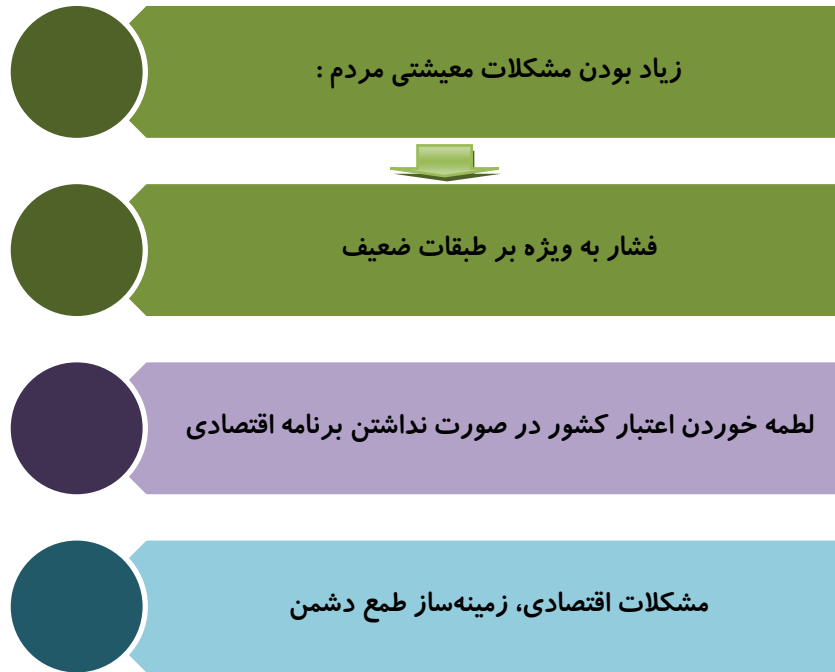 زیاد بودن مشکلات معیشتی مردم :
فشار به ویژه بر طبقات ضعیف
لطمه خوردن اعتبار کشور در صورت نداشتن برنامه اقتصادی
مشکلات اقتصادی، زمینه‌ساز طمع دشمن